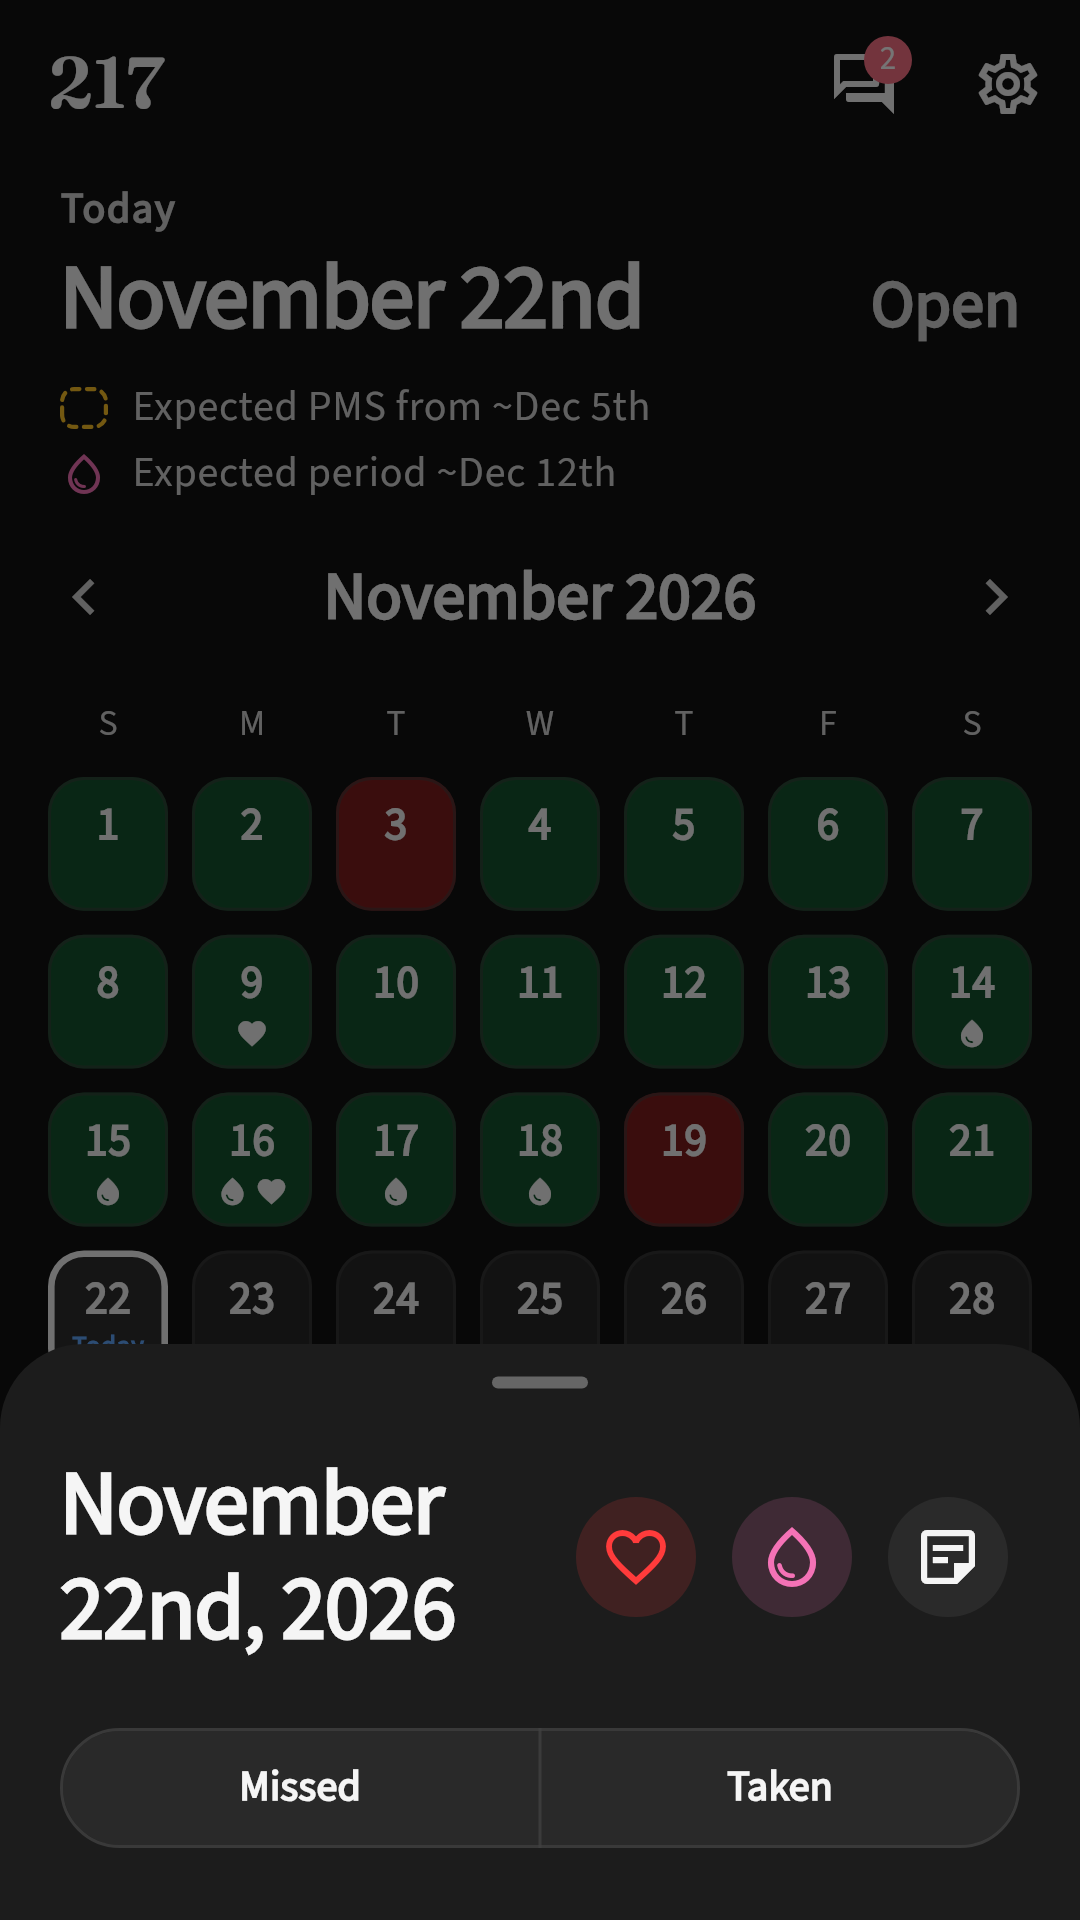 217
2
Today
November 22nd
Open
Expected PMS from ~Dec 5th
Expected period ~Dec 12th
November 2026
S M T W T F S
1 2 3 4 5 6 7
8 9 10 11 12 13 14
15 16 17 18 19 20 21
22 23 24 25 26 27 28
Today
November
22nd, 2026
Missed Taken